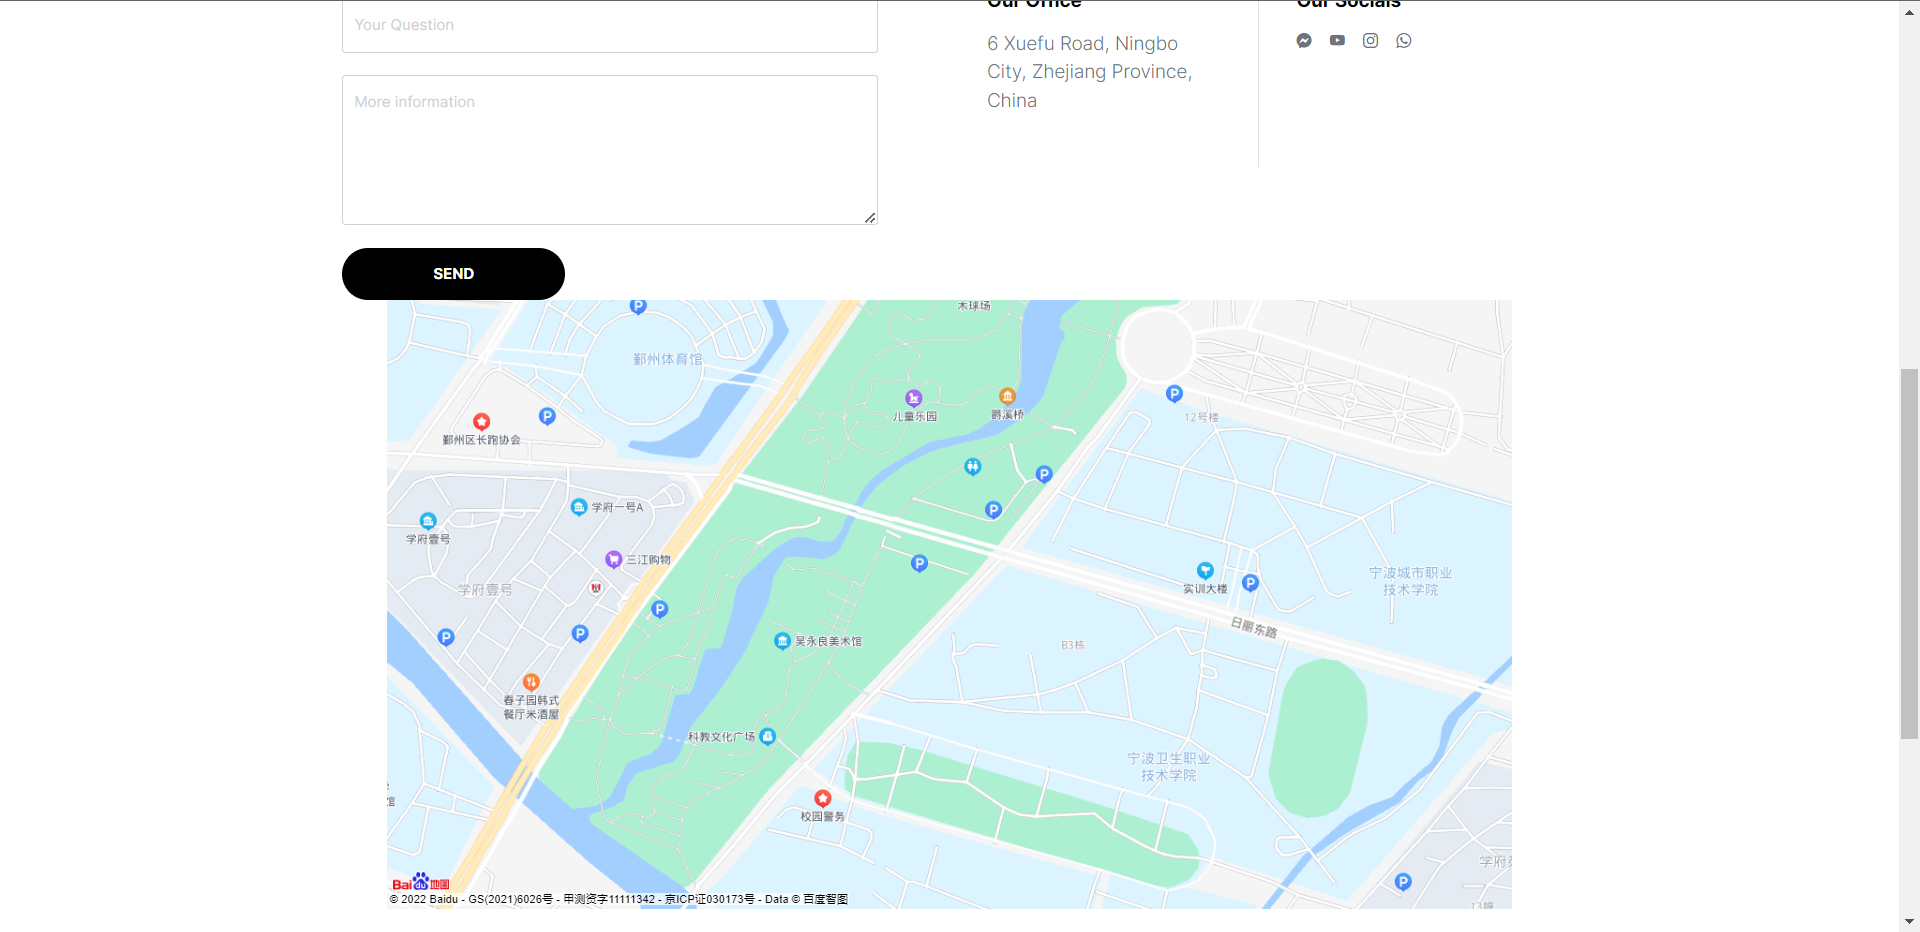 Our Office
Our Socials
Your Question
6 Xuefu Road, Ningbo
City, Zhejiang Province,
China
More information
SEND
木球场
鄞州体育馆
儿童乐园
爵溪桥
12号楼
鄞州区长跑协会
学府一号A
学府壹号
三江购物
学府壹号
宁波城市职业
技术学院
实训大楼
日丽东路
吴永良美术馆
B3栋
春子园韩式
餐厅米酒屋
科教文化广场
宁波卫生职业
技术学院
校园警务
馆
学府
13幢
Bai du 地图
© 2022 Baidu - GS(2021)6026号 - 甲测资字11111342 - 京ICP证030173号 - Data © 百度智图